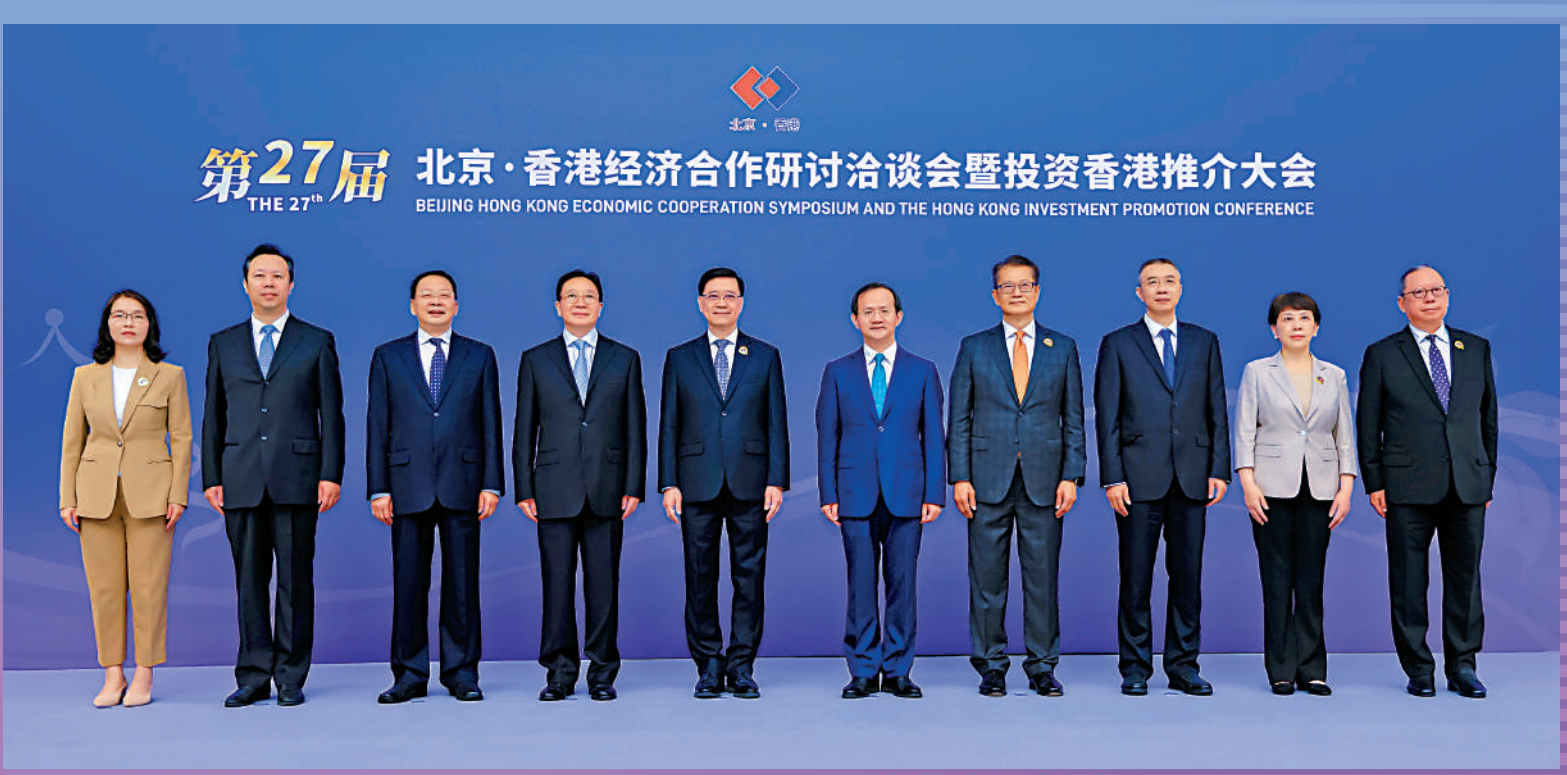 北京·香港
第27届
THE 27th
北京·香港经济合作研讨洽谈会暨投资香港推介大会
BEIJING HONG KONG ECONOMIC COOPERATION SYMPOSIUM AND THE HONG KONG INVESTMENT PROMOTION CONFERENCE